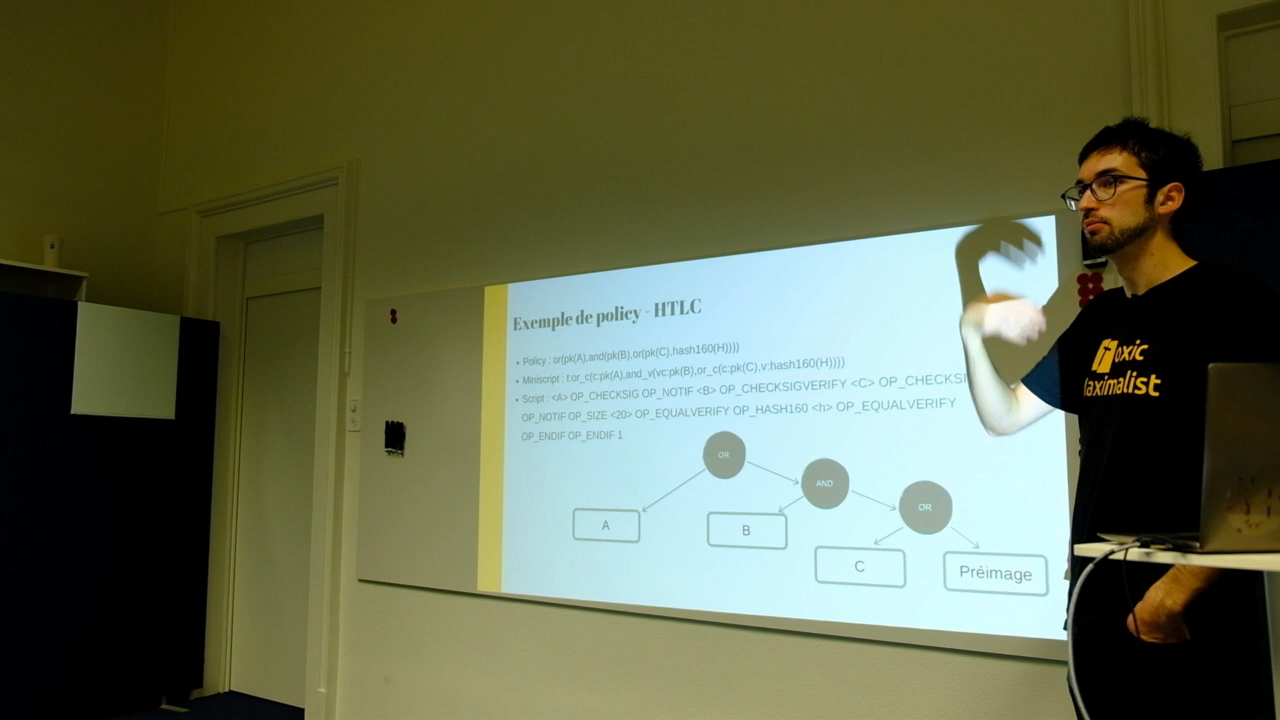 Exemple de policy - HTLC
Policy : or(pk(A),and(pk(B),or(pk(C),hash160(H))))
Miniscript : t:or_c(c:pk(A),and_v(vc:pk(B),or_c(c:pk(C),v:hash160(H))))
Script : <A> OP_CHECKSIG OP_NOTIF <B> OP_CHECKSIGVERIFY <C> OP_CHECKSI
OP_NOTIF OP_SIZE <20> OP_EQUALVERIFY OP_HASH160 <h> OP_EQUALVERIFY
OP_ENDIF OP_ENDIF 1
OR
AND
OR
A
B
C
Préimage
Toxic
Maximalist